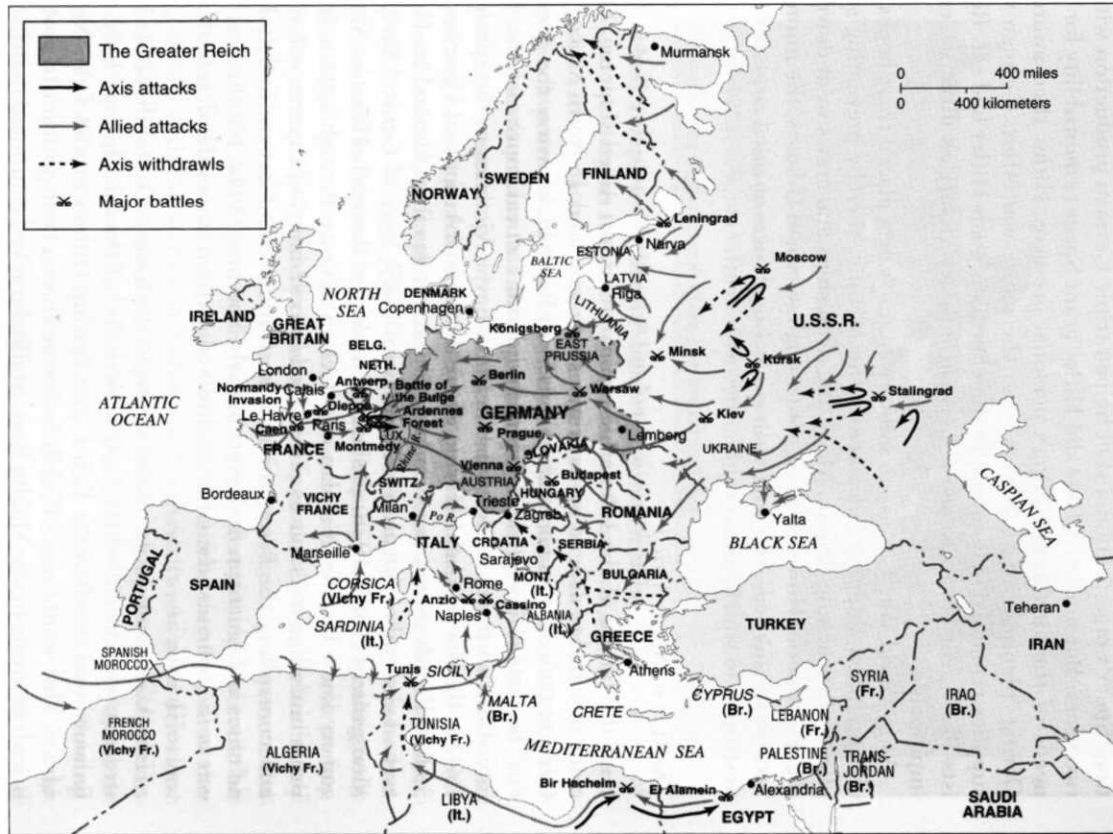 The Greater Reich
Axis attacks
Allied attacks
Axis withdrawls
Major battles
0 400 miles
0 400 kilometers
Murmansk
NORWAY
SWEDEN
FINLAND
Leningrad
Narva
ESTONIA
BALTIC
SEA
LATVIA
Riga
LITHUANIA
Moscow
U.S.S.R.
NORTH
SEA
DENMARK
Copenhagen
IRELAND
GREAT
BRITAIN
London
BELG.
NETH.
Königsberg
EAST
PRUSSIA
Minsk
Kursk
Stalingrad
Berlin
Warsaw
Kiev
UKRAINE
ATLANTIC
OCEAN
Normandy
Invasion
Calais
Antwerp
Battle of
the Bulge
Ardennes
Forest
Dieppe
Le Havre
Caen
Paris
LUX.
Montmédy
Rhine R.
GERMANY
Prague
Lemberg
SLOVAKIA
FRANCE
Vienna
AUSTRIA
Budapest
HUNGARY
SWITZ.
Bordeaux
VICHY
FRANCE
Milan
Po R.
Trieste
Zagreb
ROMANIA
Yalta
BLACK SEA
CASPIAN SEA
ITALY
CROATIA
SERBIA
Sarajevo
MONT.
(It.)
BULGARIA
Marseille
PORTUGAL
SPAIN
CORSICA
(Vichy Fr.)
Rome
Anzio
Cassino
Naples
ALBANIA
(It.)
SARDINIA
(It.)
GREECE
Athens
TURKEY
Teheran
IRAN
SPANISH
MOROCCO
Tunis
SICILY
MALTA
(Br.)
CRETE
CYPRUS
(Br.)
SYRIA
(Fr.)
IRAQ
(Br.)
LEBANON
(Fr.)
FRENCH
MOROCCO
(Vichy Fr.)
ALGERIA
(Vichy Fr.)
TUNISIA
(Vichy Fr.)
MEDITERRANEAN SEA
PALESTINE
(Br.)
TRANS-
JORDAN
(Br.)
Bir Hacheim
El Alamein
Alexandria
LIBYA
(It.)
EGYPT
SAUDI
ARABIA